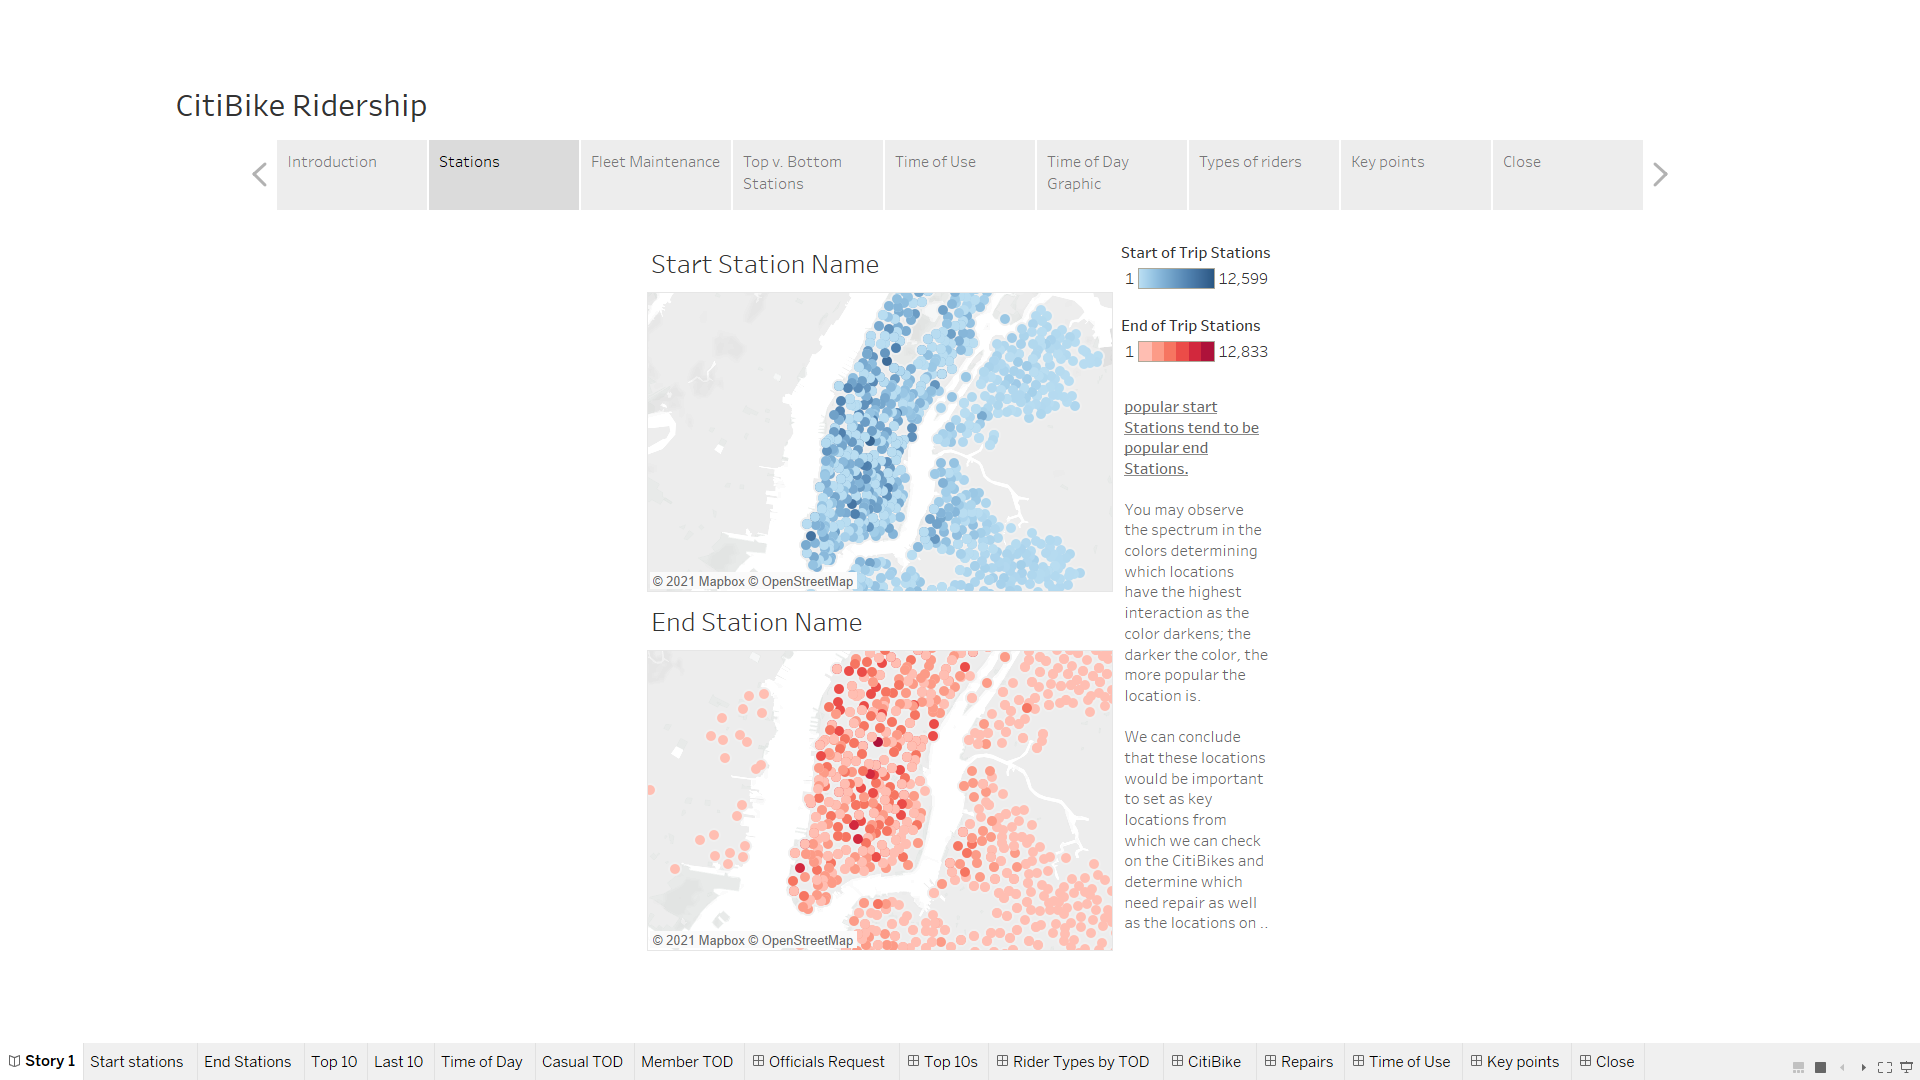 CitiBike Ridership
Introduction
Stations
Fleet Maintenance
Top v. Bottom
Stations
Time of Use
Time of Day
Graphic
Types of riders
Key points
Close
Start Station Name
© 2021 Mapbox © OpenStreetMap
End Station Name
© 2021 Mapbox © OpenStreetMap
Start of Trip Stations
1 12,599
End of Trip Stations
1 12,833
popular start
Stations tend to be
popular end
Stations.
You may observe
the spectrum in the
colors determining
which locations
have the highest
interaction as the
color darkens; the
darker the color, the
more popular the
location is.
We can conclude
that these locations
would be important
to set as key
locations from
which we can check
on the CitiBikes and
determine which
need repair as well
as the locations on ..
Story 1
Start stations
End Stations
Top 10
Last 10
Time of Day
Casual TOD
Member TOD
Officials Request
Top 10s
Rider Types by TOD
CitiBike
Repairs
Time of Use
Key points
Close